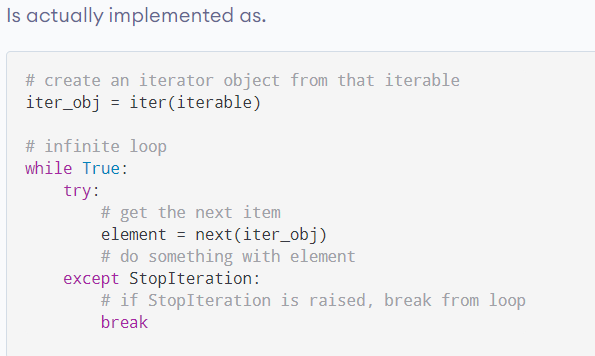 Is actually implemented as.
# create an iterator object from that iterable
iter_obj = iter(iterable)
# infinite loop
while True:
    try:
        # get the next item
        element = next(iter_obj)
        # do something with element
    except StopIteration:
        # if StopIteration is raised, break from loop
        break